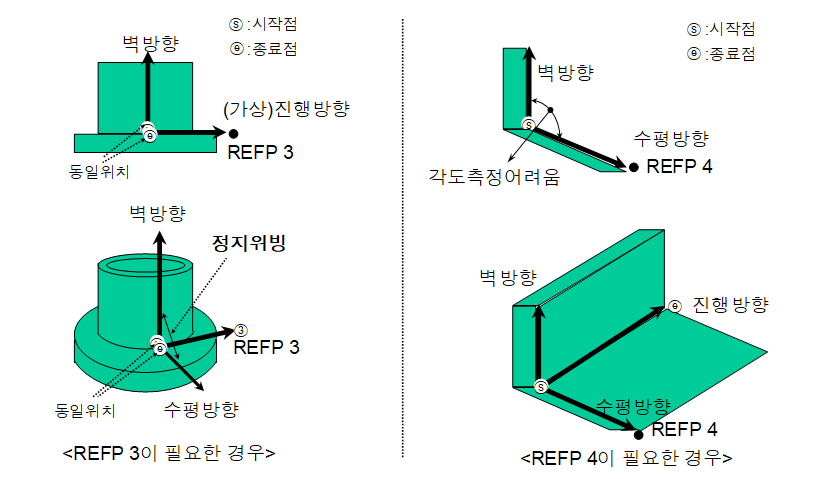 ⓢ :시작점
ⓔ :종료점
벽방향
(가상)진행방향
ⓔ
REFP 3
동일위치
벽방향
정지위빙
③
REFP 3
ⓔ
동일위치
수평방향
<REFP 3이 필요한 경우>
ⓢ :시작점
ⓔ :종료점
벽방향
ⓢ
수평방향
REFP 4
각도측정어려움
벽방향
ⓔ 진행방향
ⓢ
수평방향
REFP 4
<REFP 4이 필요한 경우>